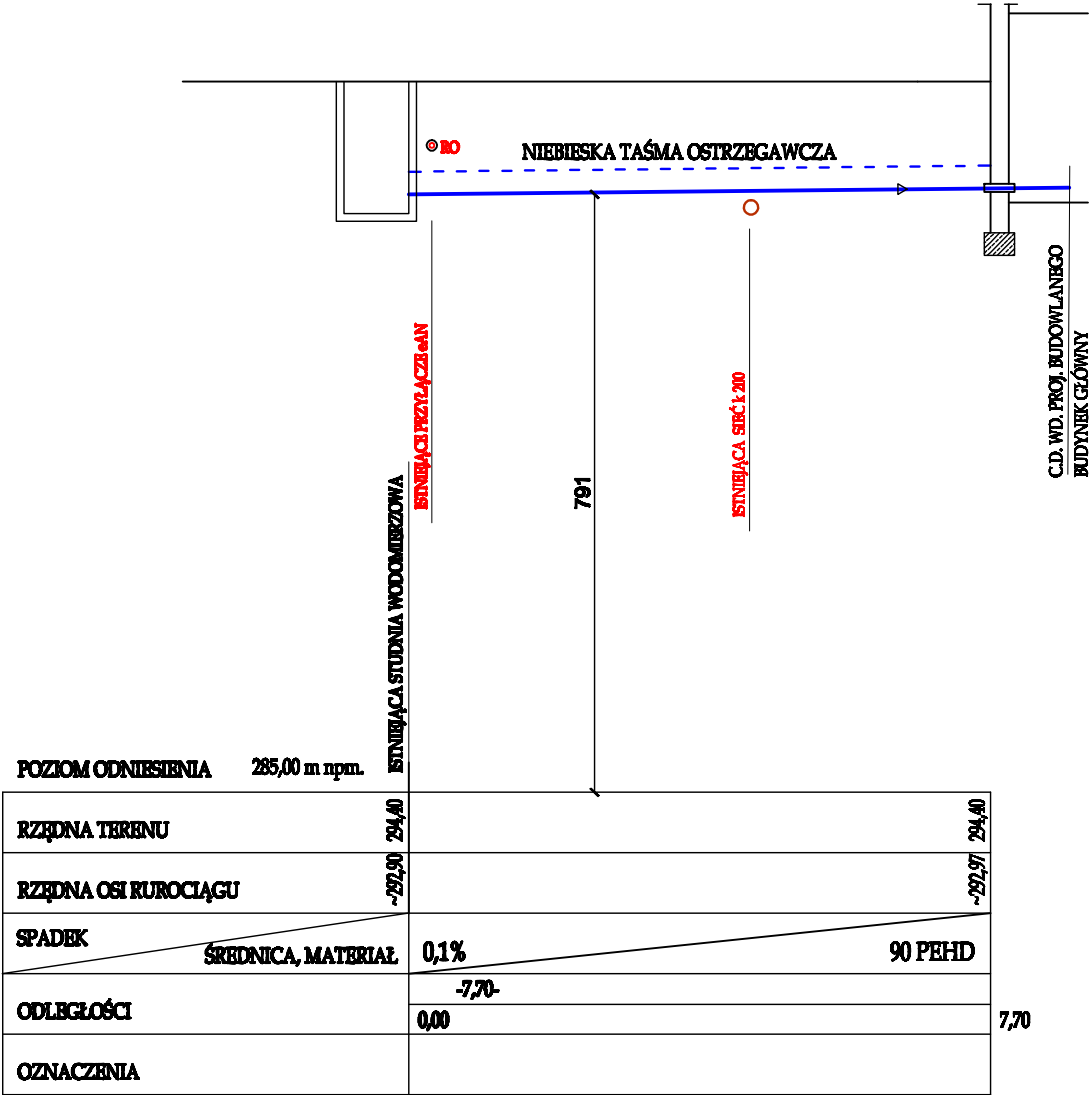 RO
NIEBIESKA TAŚMA OSTRZEGAWCZA
ISTNIEJĄCE PRZYŁĄCZE eAN
ISTNIEJĄCA SIEĆ k 200
C.D. WD. PROJ. BUDOWLANEGO
BUDYNEK GŁÓWNY
791
ISTNIEJĄCA STUDNIA WODOMIERZOWA
POZIOM ODNIESIENIA 285,00 m npm.
RZĘDNA TERENU 294,40 294,40
RZĘDNA OSI RUROCIĄGU ~292,90 ~292,97
SPADEK
ŚREDNICA, MATERIAŁ 0,1% 90 PEHD
-7,70-
ODLEGŁOŚCI
0,00 7,70
OZNACZENIA